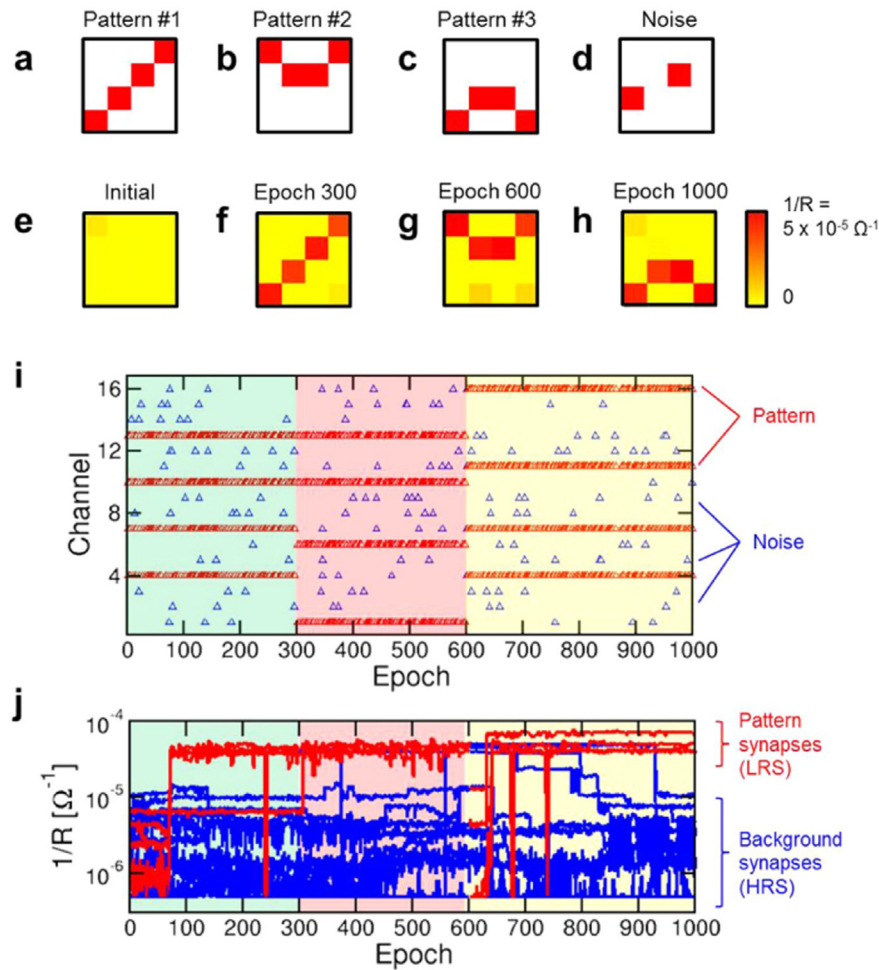 Pattern #1 Pattern #2 Pattern #3 Noise
a b c d
Initial Epoch 300 Epoch 600 Epoch 1000
e f g h
1/R =
5 x 10-5 Ω-1
0
i
16
12
8
4
Channel
0 100 200 300 400 500 600 700 800 900 1000
Epoch
Pattern
Noise
j
10-4
10-5
10-6
1/R [Ω-1]
0 100 200 300 400 500 600 700 800 900 1000
Epoch
Pattern
synapses
(LRS)
Background
synapses
(HRS)